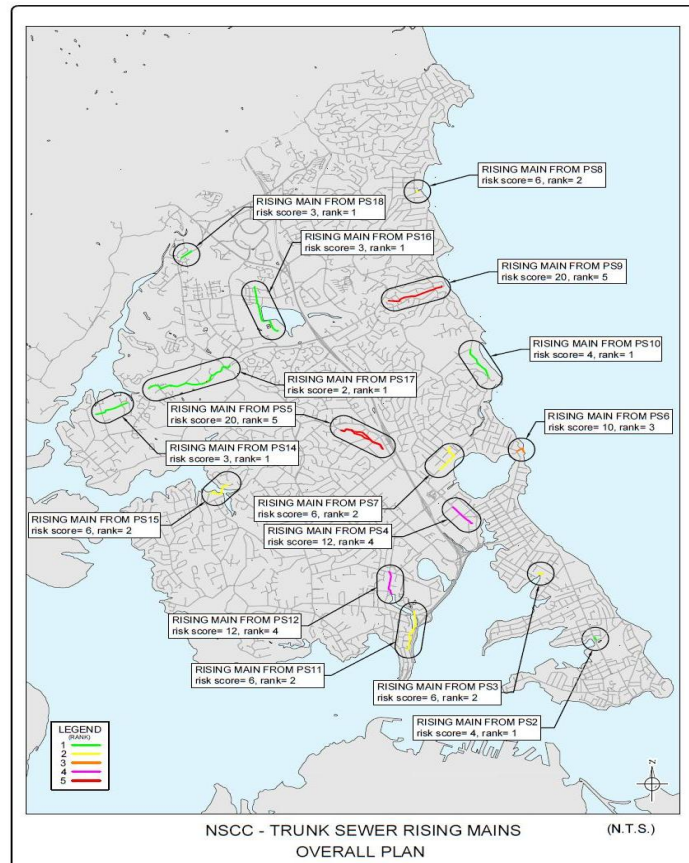 RISING MAIN FROM PS8
risk score= 6, rank= 2
RISING MAIN FROM PS18
risk score= 3, rank= 1
RISING MAIN FROM PS16
risk score= 3, rank= 1
RISING MAIN FROM PS9
risk score= 20, rank= 5
RISING MAIN FROM PS10
risk score= 4, rank= 1
RISING MAIN FROM PS17
risk score= 2, rank= 1
RISING MAIN FROM PS5
risk score= 20, rank= 5
RISING MAIN FROM PS6
risk score= 10, rank= 3
RISING MAIN FROM PS14
risk score= 3, rank= 1
RISING MAIN FROM PS7
risk score= 6, rank= 2
RISING MAIN FROM PS15
risk score= 6, rank= 2
RISING MAIN FROM PS4
risk score= 12, rank= 4
RISING MAIN FROM PS12
risk score= 12, rank= 4
RISING MAIN FROM PS11
risk score= 6, rank= 2
RISING MAIN FROM PS3
risk score= 6, rank= 2
RISING MAIN FROM PS2
risk score= 4, rank= 1
LEGEND
(RANK)
1
2
3
4
5
N
NSCC - TRUNK SEWER RISING MAINS
(N.T.S.)
OVERALL PLAN